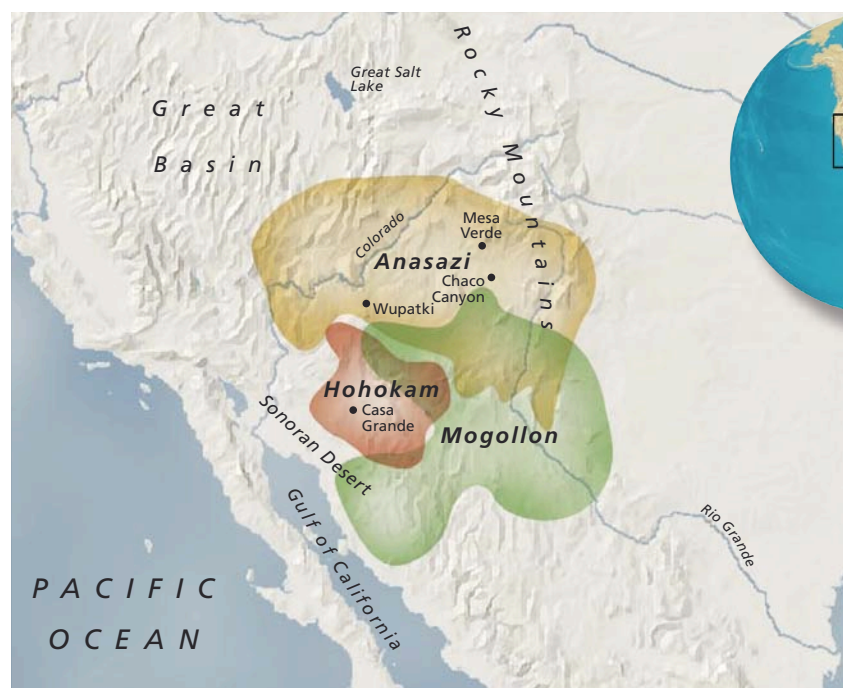 Rocky Mountains
Great Salt
Lake
Great
Basin
Colorado
Mesa
Verde
Anasazi
Chaco
Canyon
Wupatki
Hohokam
Casa
Grande
Mogollon
Sonoran Desert
Gulf of California
Rio Grande
PACIFIC
OCEAN